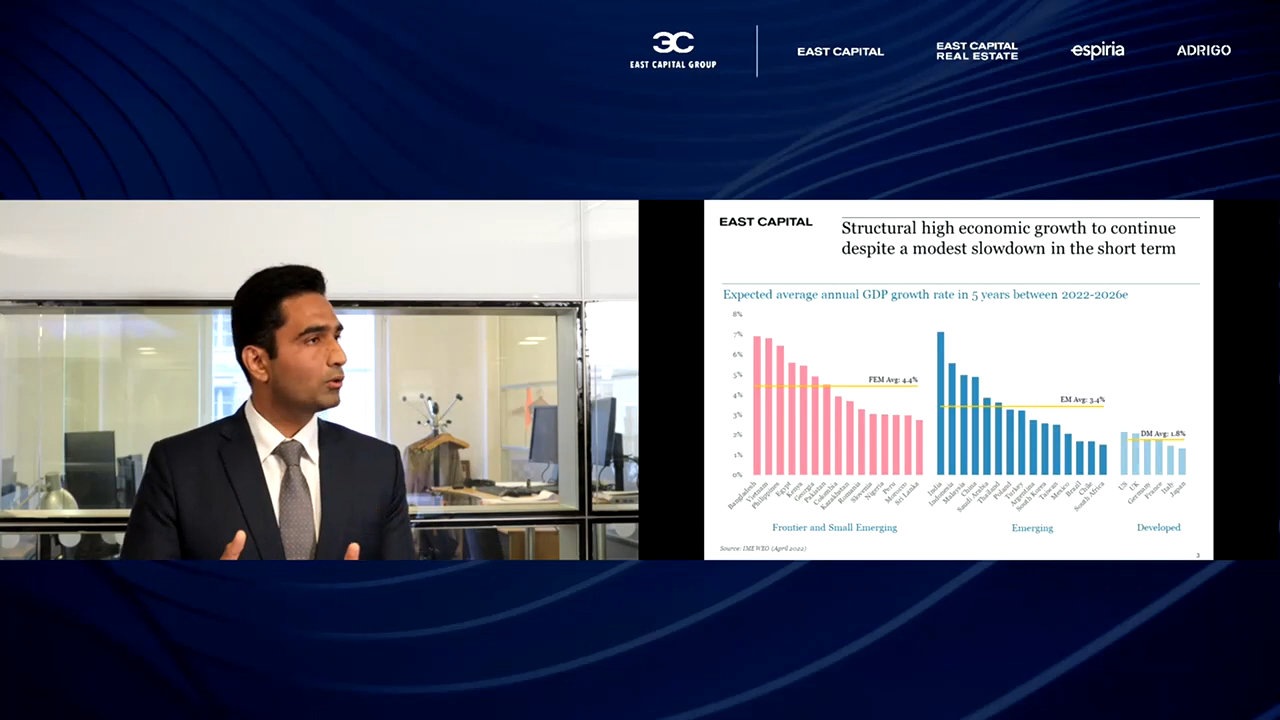 EAST CAPITAL GROUP
EAST CAPITAL
EAST CAPITAL
REAL ESTATE
espiria
ADRIGO
EAST CAPITAL
Structural high economic growth to continue
despite a modest slowdown in the short term
Expected average annual GDP growth rate in 5 years between 2022-2026e
8%
7%
6%
5%
4%
3%
2%
1%
0%
FEM Avg: 4.4%
EM Avg: 3.4%
DM Avg: 1.8%
Bangladesh
Vietnam
Philippines
Egypt
Kenya
Georgia
Pakistan
Colombia
Kazakhstan
Romania
Slovenia
Nigeria
Peru
Morocco
Sri Lanka
India
Indonesia
Malaysia
China
Saudi Arabia
Thailand
Poland
Turkey
Argentina
South Korea
Taiwan
Mexico
Brazil
Chile
South Africa
US
UK
Germany
France
Italy
Japan
Frontier and Small Emerging
Emerging
Developed
Source: IMF WEO (April 2022)
3